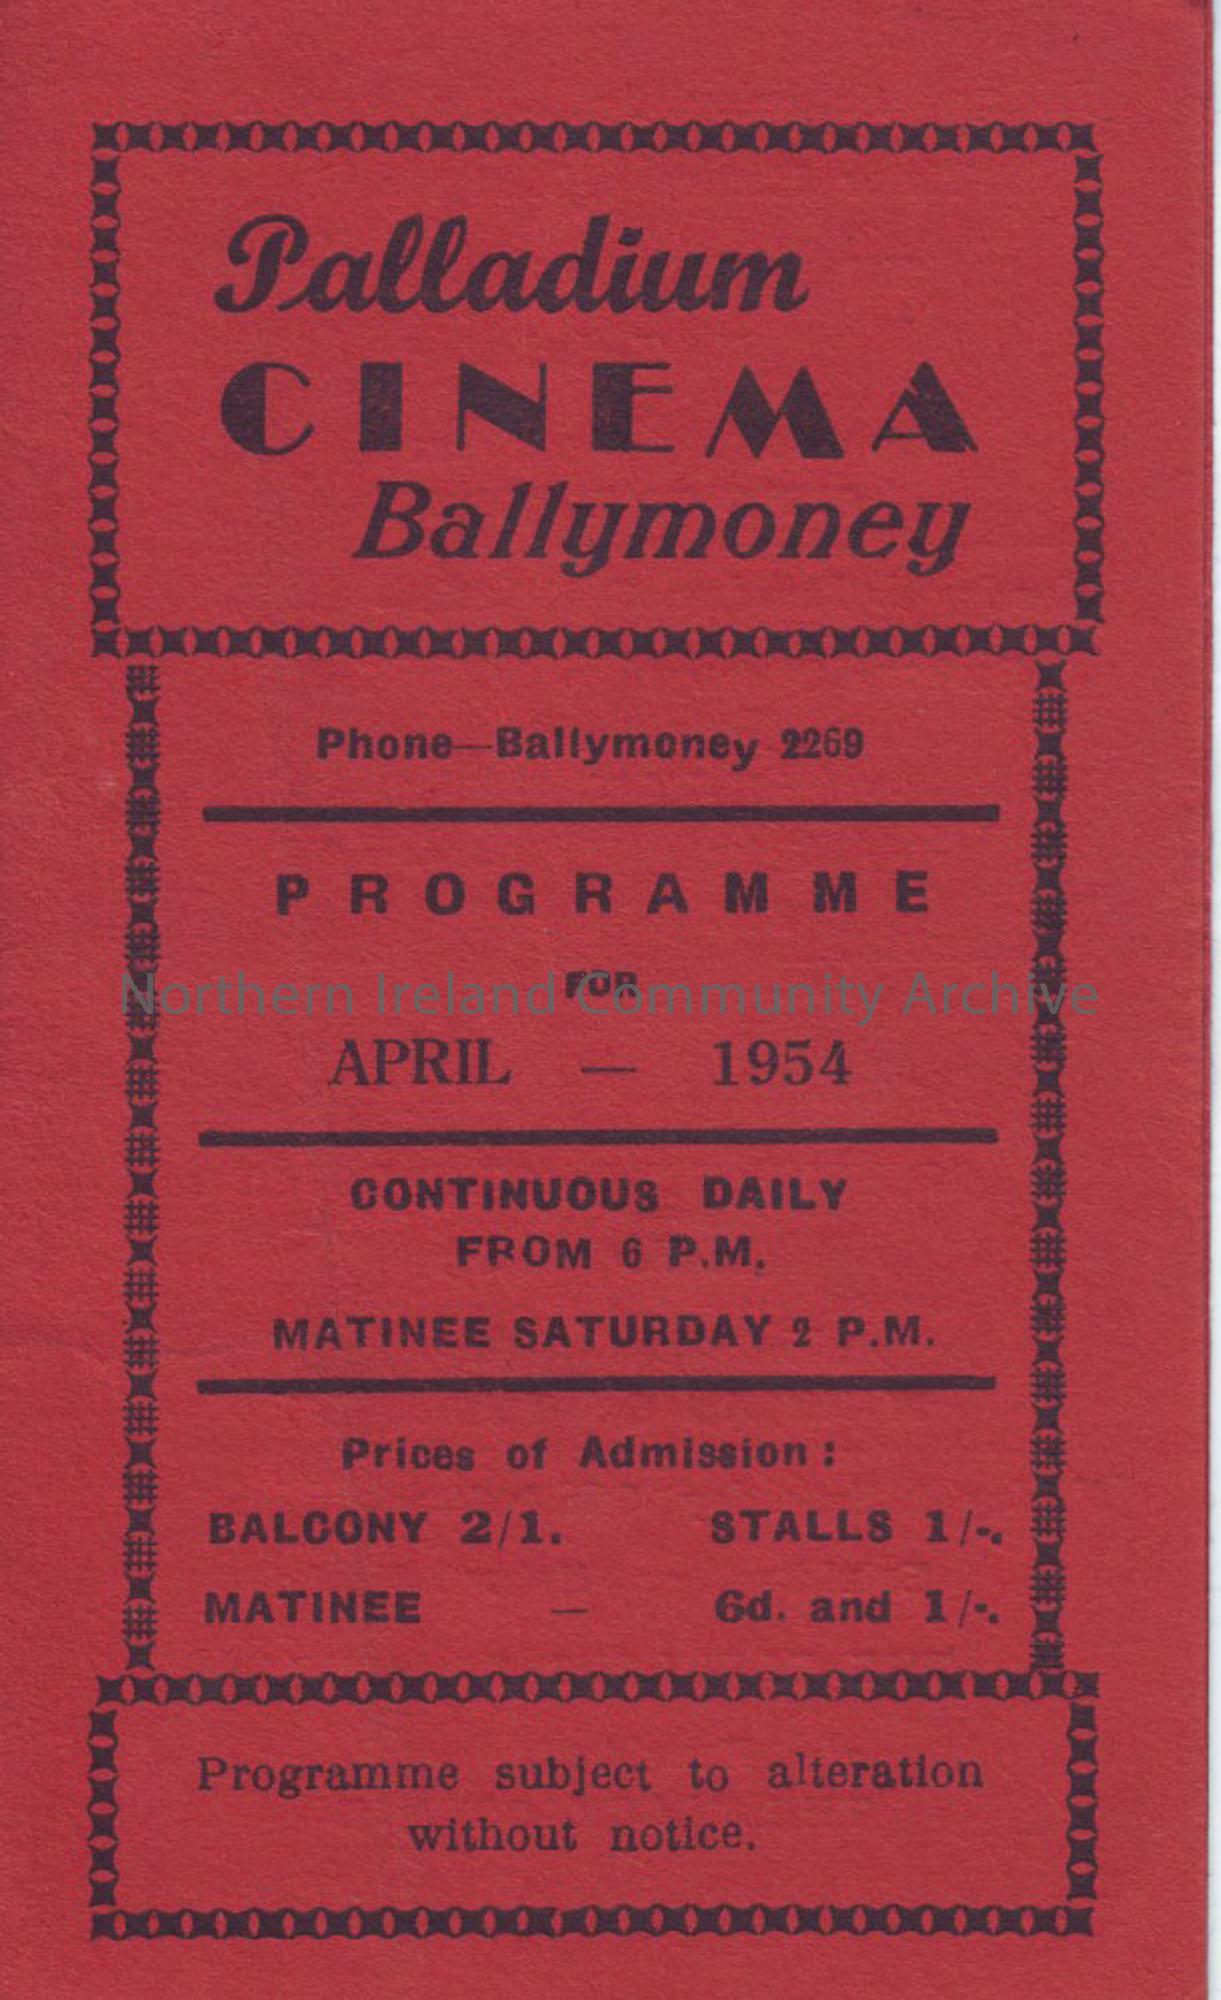 Palladium
CINEMA
Ballymoney
Phone—Ballymoney 2269
PROGRAMME
FOR
Northern Ireland Community Archive
APRIL — 1954
CONTINUOUS DAILY
FROM 6 P.M.
MATINEE SATURDAY 2 P.M.
Prices of Admission :
BALCONY 2/1. STALLS 1/-.
MATINEE — 6d. and 1/-.
Programme subject to alteration
without notice.